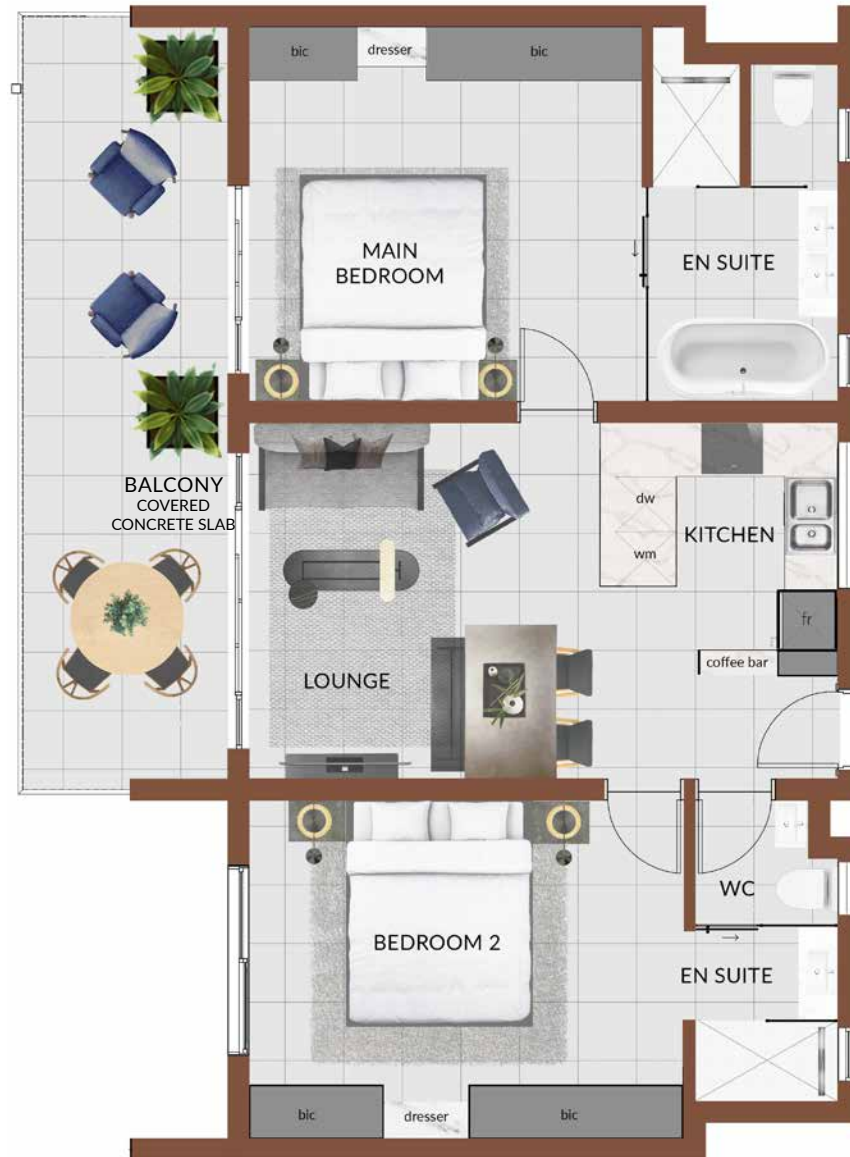 bic
dresser
bic
MAIN
BEDROOM
EN SUITE
BALCONY
COVERED
CONCRETE SLAB
dw
wm
KITCHEN
fr
coffee bar
LOUNGE
WC
BEDROOM 2
EN SUITE
bic
dresser
bic